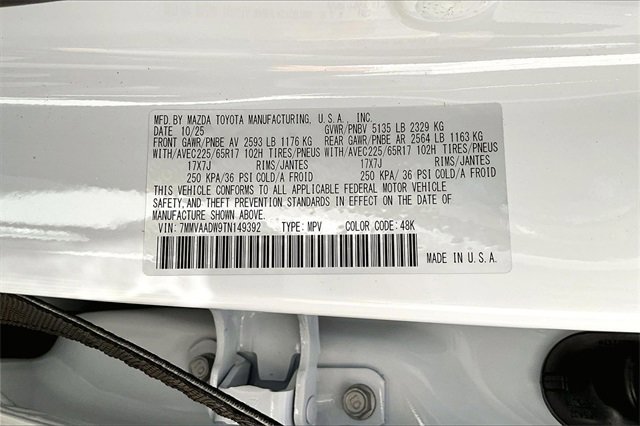 MFD. BY MAZDA TOYOTA MANUFACTURING, U.S.A., INC.
DATE 10/25 GVWR/PNBV 5135 LB 2329 KG
FRONT GAWR/PNBE AV 2593 LB 1176 KG REAR GAWR/PNBE AR 2564 LB 1163 KG
WITH/AVEC225/65R17 102H TIRES/PNEUS WITH/AVEC225/65R17 102H TIRES/PNEUS
17X7J RIMS/JANTES 17X7J RIMS/JANTES
250 KPA/ 36 PSI COLD/A FROID 250 KPA/ 36 PSI COLD/A FROID
THIS VEHICLE CONFORMS TO ALL APPLICABLE FEDERAL MOTOR VEHICLE
SAFETY, AND THEFT PREVENTION STANDARDS IN EFFECT ON THE DATE OF
MANUFACTURE SHOWN ABOVE.
VIN: 7MMVAADW9TN149392 TYPE: MPV COLOR CODE: 48K
MADE IN U.S.A.